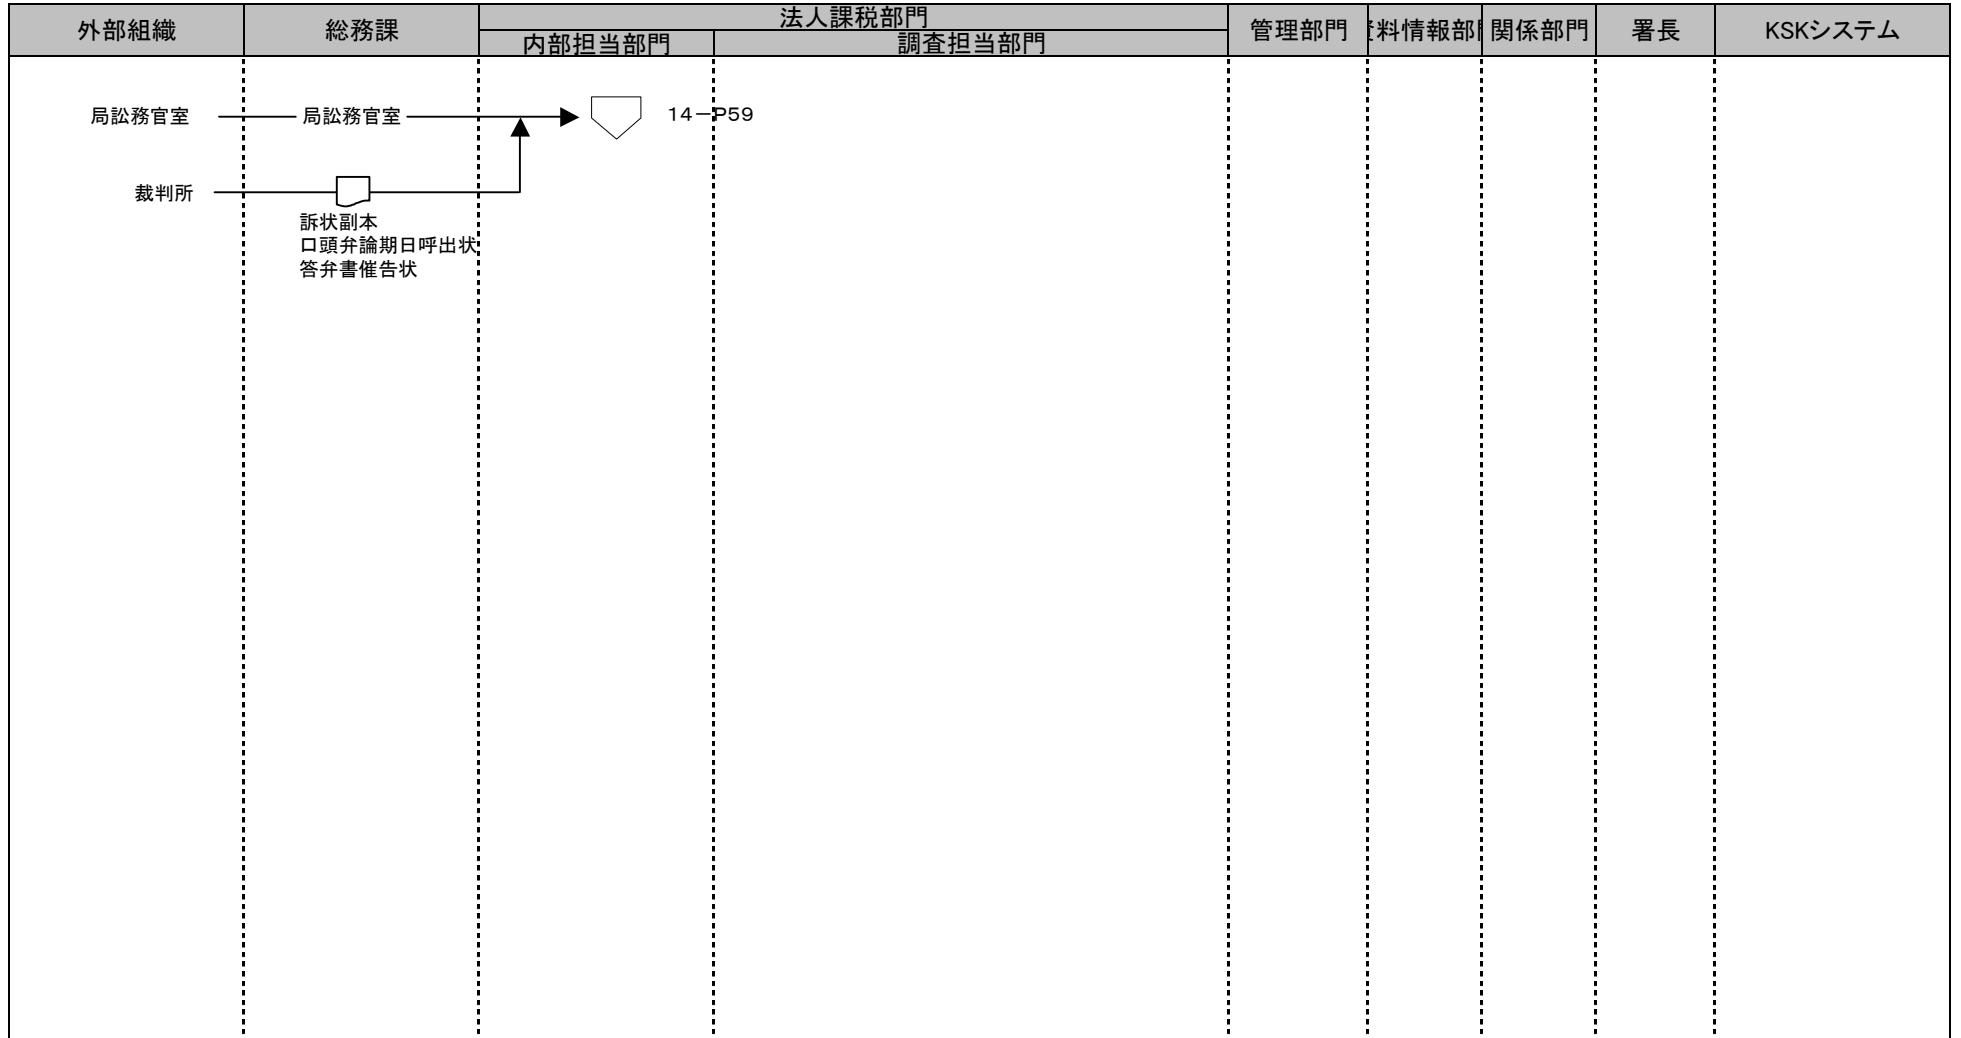 外部組織
総務課
法人課税部門
内部担当部門
調査担当部門
管理部門
料情報部
関係部門
署長
KSKシステム
局訟務官室
局訟務官室
14－P59
裁判所
訴状副本
口頭弁論期日呼出状
答弁書催告状